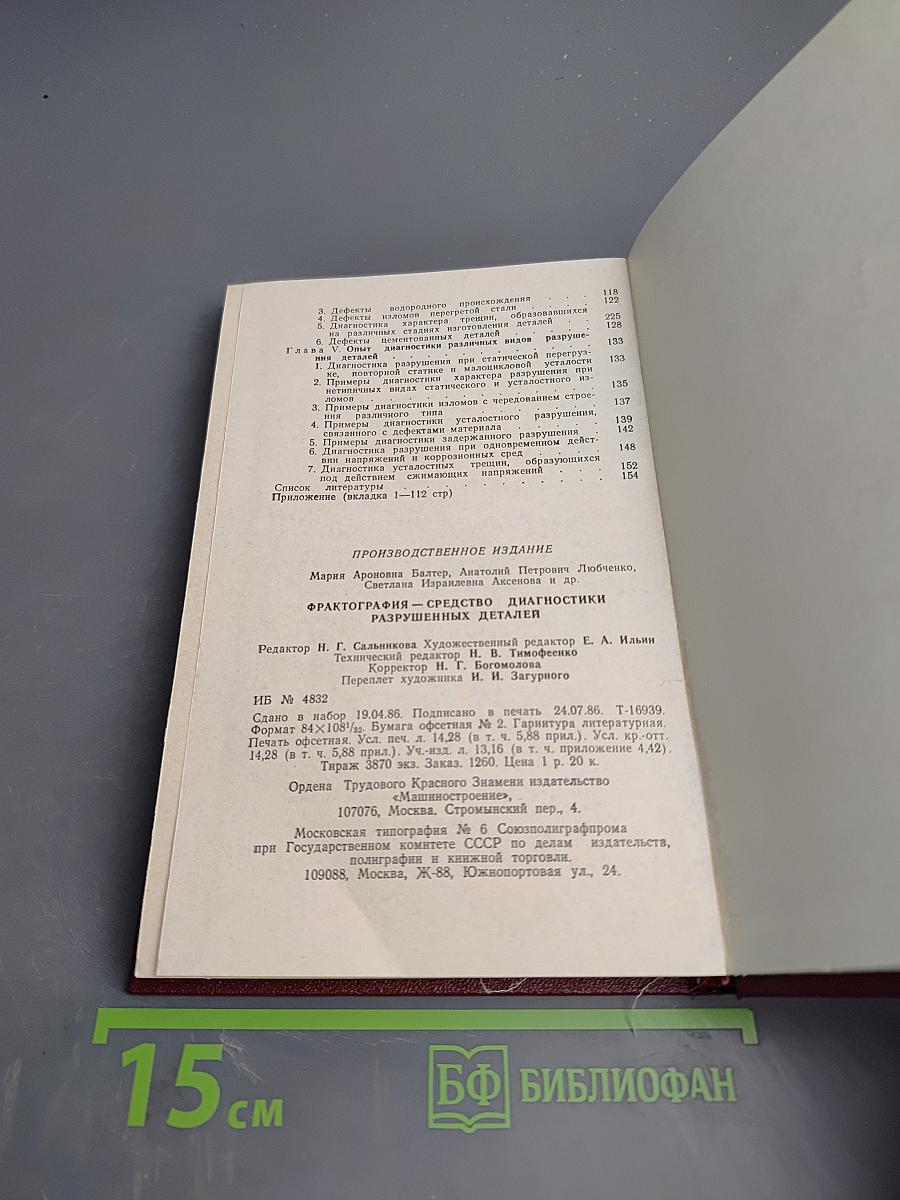 3. Дефекты водородного происхождения . . . 118
4. Дефекты изломов перегретой стали . . . . 122
5. Диагностика характера трещин, образовавшихся
на различных стадиях изготовления деталей . . 225
6. Дефекты цементованных деталей . . . . . 128
Глава V. Опыт диагностики различных видов разруше-
ния деталей . . . . . . . . . . . 133
1. Диагностика разрушения при статической перегруз-
ке, повторной статике и малоцикловой усталости 133
2. Примеры диагностики характера разрушения при
нетипичных видах статического и усталостного из-
ломов . . . . . . . . . . . . 135
3. Примеры диагностики изломов с чередованием строе-
ния различного типа . . . . . . 137
4. Примеры диагностики усталостного разрушения,
связанного с дефектами материала . . . . . 139
5. Примеры диагностики задержанного разрушения . 142
6. Диагностика разрушения при одновременном дейст-
вии напряжений и коррозионных сред . . . . 148
7. Диагностика усталостных трещин, образующихся
под действием сжимающих напряжений . . . 152
Список литературы . . . . . . . . . . 154
Приложение (вкладка 1—112 стр)
ПРОИЗВОДСТВЕННОЕ ИЗДАНИЕ
Мария Ароновна Балтер, Анатолий Петрович Любченко,
Светлана Израилевна Аксенова и др.
ФРАКТОГРАФИЯ — СРЕДСТВО ДИАГНОСТИКИ
РАЗРУШЕННЫХ ДЕТАЛЕЙ
Редактор Н. Г. Сальникова Художественный редактор Е. А. Ильин
Технический редактор Н. В. Тимофеенко
Корректор Н. Г. Богомолова
Переплет художника И. И. Загурного
ИБ № 4832
Сдано в набор 19.04.86. Подписано в печать 24.07.86. Т-16939.
Формат 84×108¹/₃₂. Бумага офсетная № 2. Гарнитура литературная.
Печать офсетная. Усл. печ. л. 14,28 (в т. ч. 5,88 прил.). Усл. кр.-отт.
14,28 (в т. ч. 5,88 прил.). Уч.-изд. л. 13,16 (в т. ч. приложение 4,42).
Тираж 3870 экз. Заказ. 1260. Цена 1 р. 20 к.
Ордена Трудового Красного Знамени издательство
«Машиностроение»,
107076, Москва. Стромынский пер., 4.
Московская типография № 6 Союзполиграфпрома
при Государственном комитете СССР по делам издательств,
полиграфии и книжной торговли.
109088, Москва, Ж-88, Южнопортовая ул., 24.
15 см
БФ БИБЛИОФАН